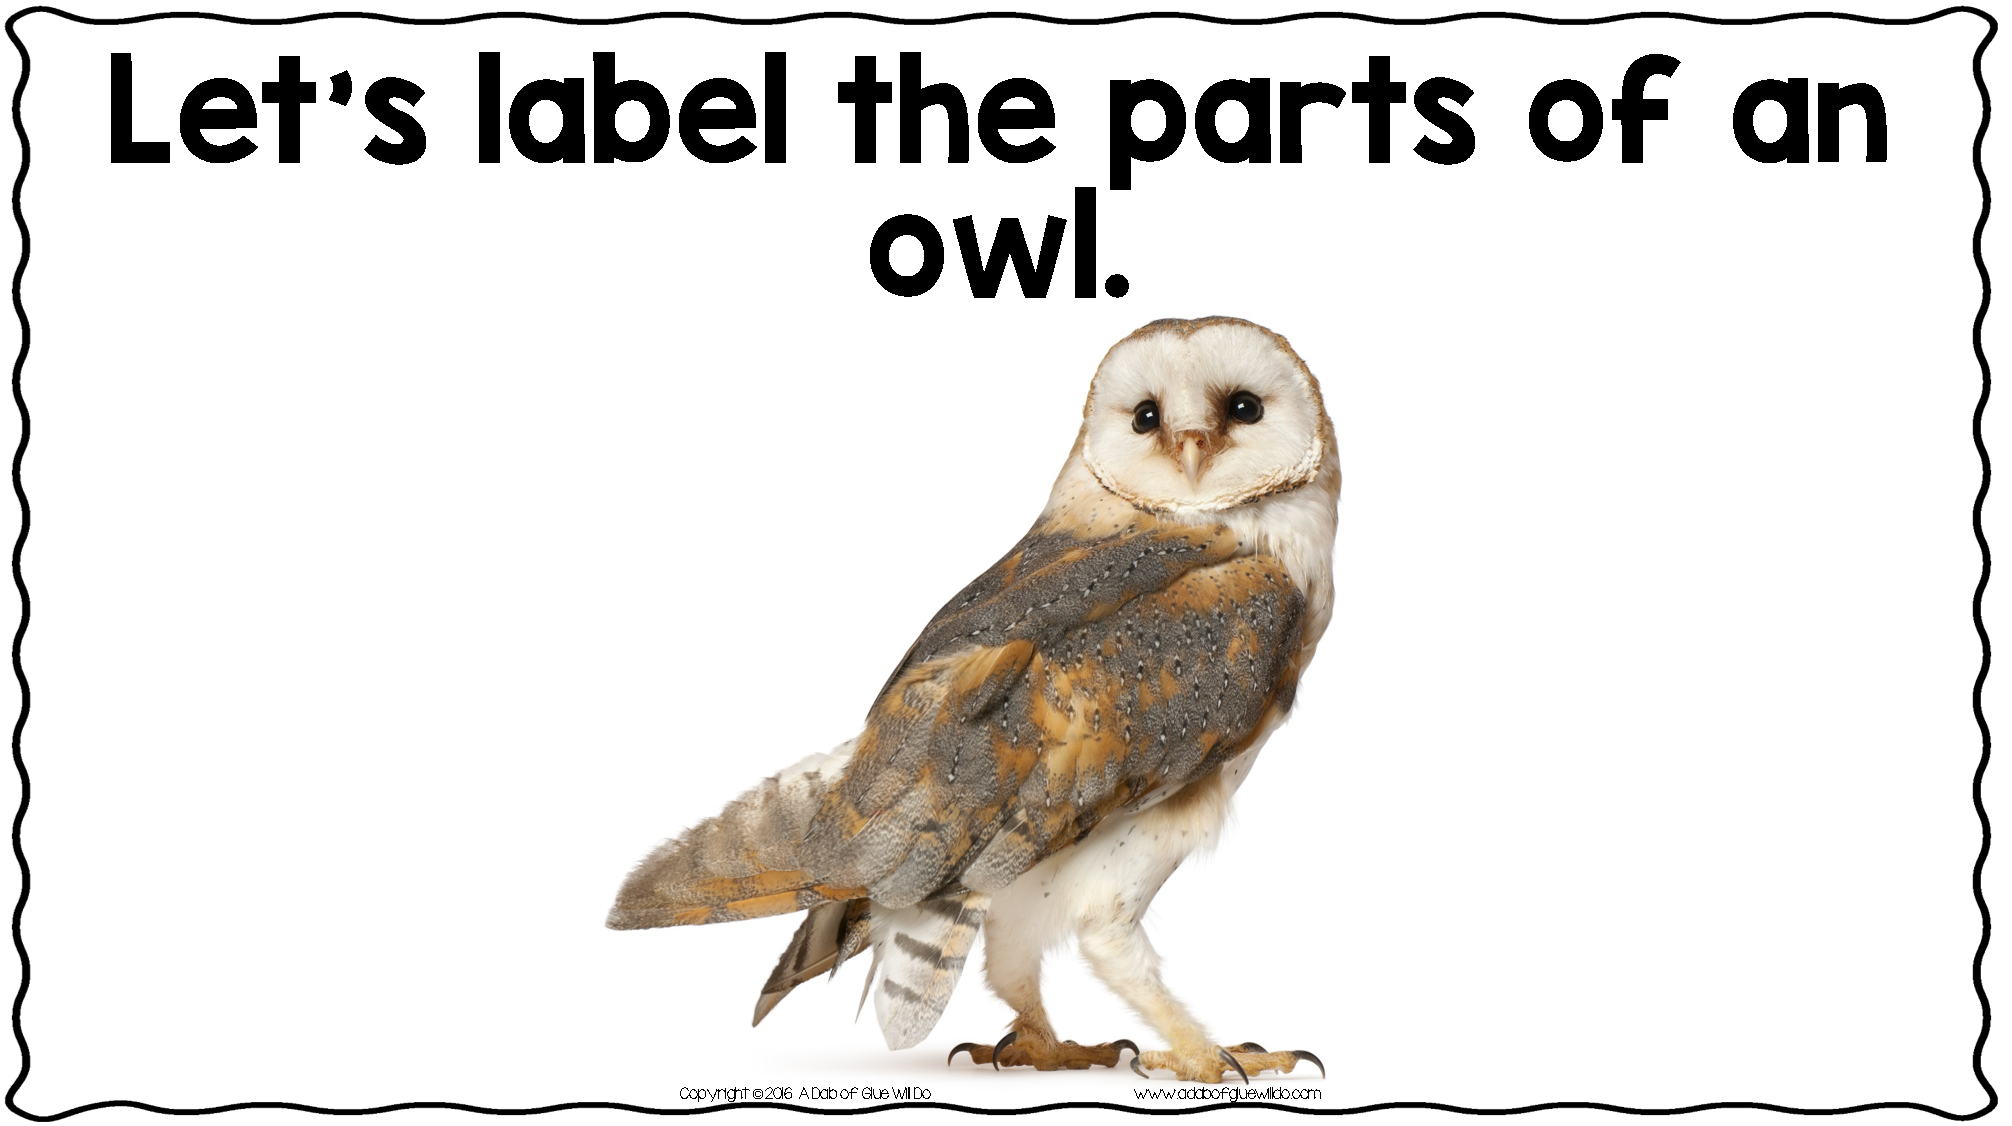 Let's label the parts of an
owl.
Copyright ©2016 A Dab of Glue Will Do
www.adabofgluewilldo.com